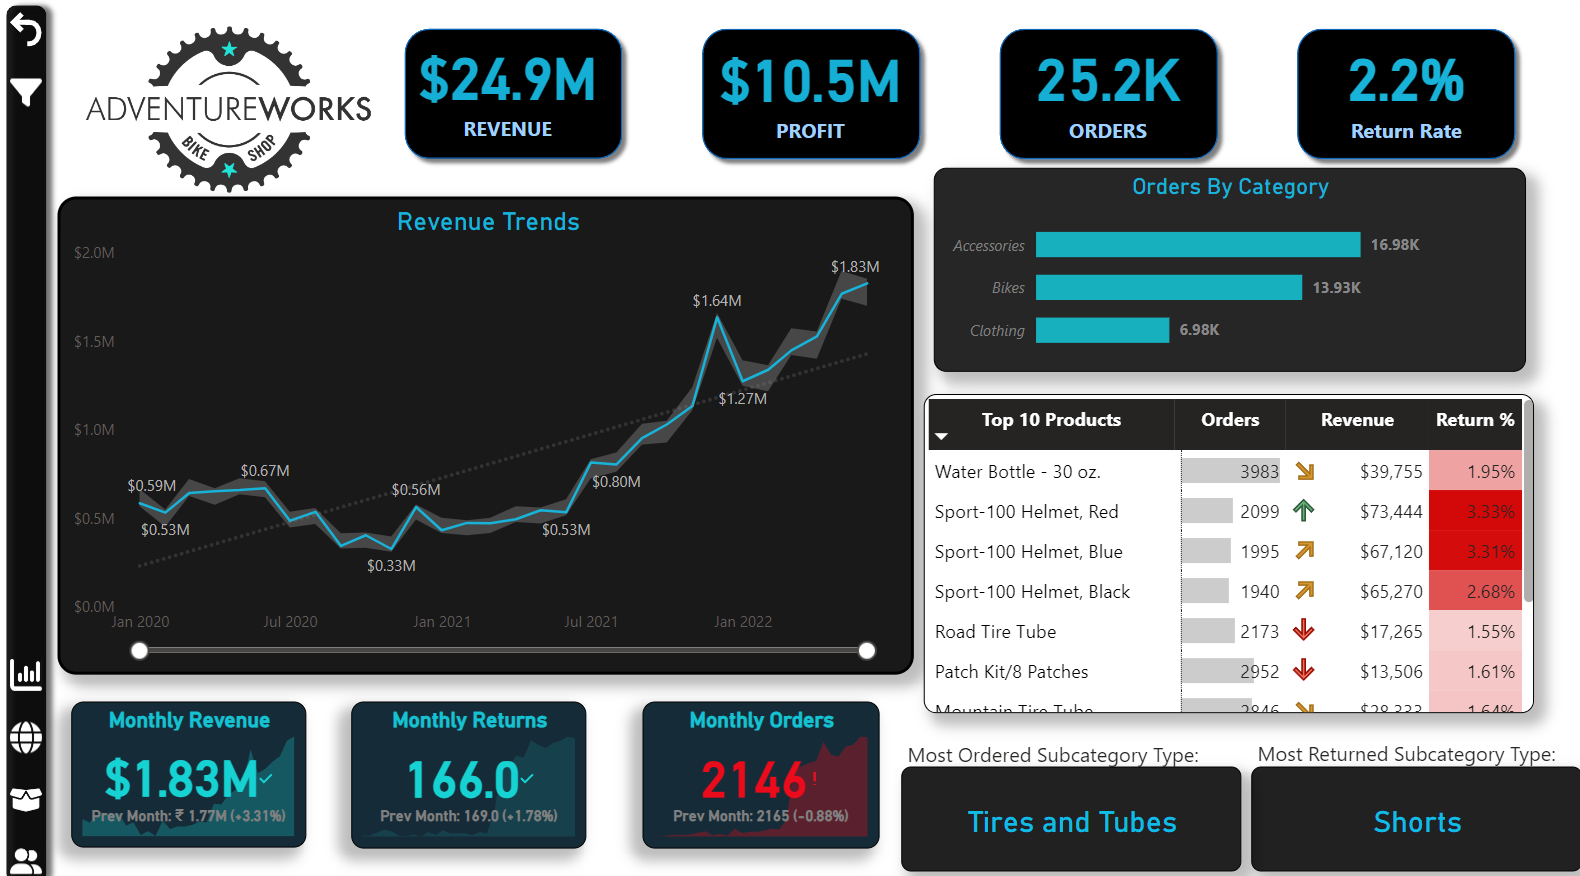 ADVENTUREWORKS
BIKE SHOP
$24.9M
REVENUE
$10.5M
PROFIT
25.2K
ORDERS
2.2%
Return Rate
Revenue Trends
$2.0M
$1.5M
$1.0M
$0.5M
$0.0M
$0.59M
$0.53M
$0.67M
$0.33M
$0.56M
$0.53M
$0.80M
$1.64M
$1.27M
$1.83M
Jan 2020
Jul 2020
Jan 2021
Jul 2021
Jan 2022
Orders By Category
Accessories 16.98K
Bikes 13.93K
Clothing 6.98K
Top 10 Products Orders Revenue Return %
Water Bottle - 30 oz. 3983 $39,755 1.95%
Sport-100 Helmet, Red 2099 $73,444 3.33%
Sport-100 Helmet, Blue 1995 $67,120 3.31%
Sport-100 Helmet, Black 1940 $65,270 2.68%
Road Tire Tube 2173 $17,265 1.55%
Patch Kit/8 Patches 2952 $13,506 1.61%
Mountain Tire Tube 2846 $28,333 1.64%
Monthly Revenue
$1.83M
Prev Month: ₹ 1.77M (+3.31%)
Monthly Returns
166.0
Prev Month: 169.0 (+1.78%)
Monthly Orders
2146!
Prev Month: 2165 (-0.88%)
Most Ordered Subcategory Type:
Tires and Tubes
Most Returned Subcategory Type:
Shorts